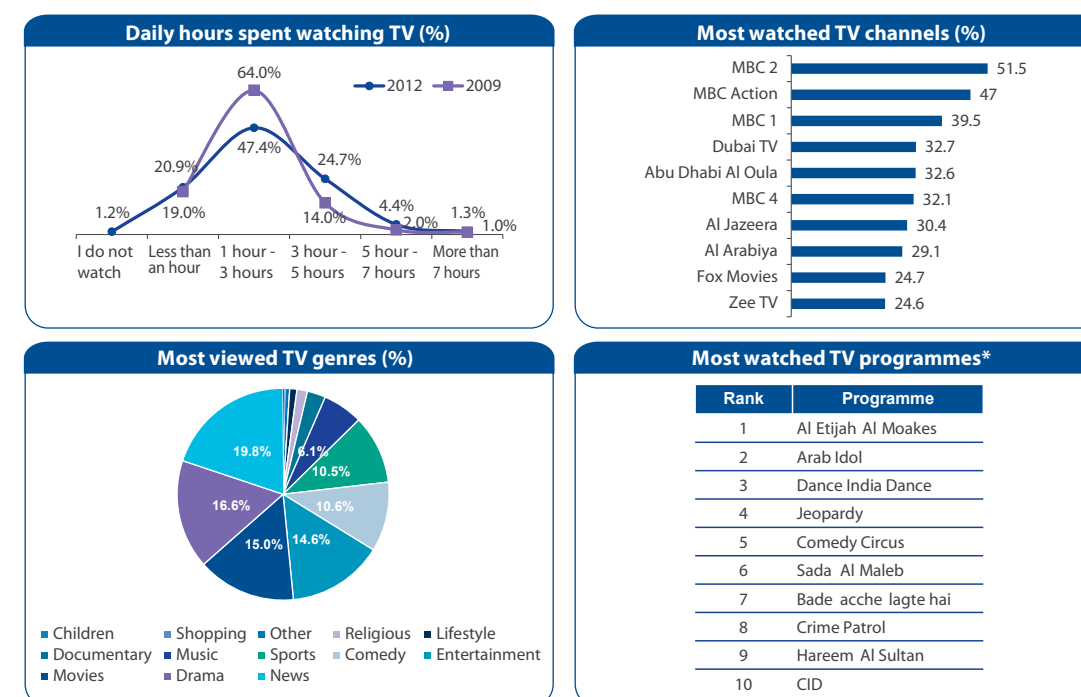 Daily hours spent watching TV (%)
64.0%
2012
2009
47.4%
20.9%
24.7%
19.0%
14.0%
1.2%
4.4%
2.0%
1.3%
1.0%
I do not
watch
Less than
an hour
1 hour -
3 hours
3 hour -
5 hours
5 hour -
7 hours
More than
7 hours
Most watched TV channels (%)
MBC 2 51.5
MBC Action 47
MBC 1 39.5
Dubai TV 32.7
Abu Dhabi Al Oula 32.6
MBC 4 32.1
Al Jazeera 30.4
Al Arabiya 29.1
Fox Movies 24.7
Zee TV 24.6
Most viewed TV genres (%)
19.8%
6.1%
10.5%
16.6%
10.6%
15.0%
14.6%
Children Shopping Other Religious Lifestyle
Documentary Music Sports Comedy Entertainment
Movies Drama News
Most watched TV programmes*
Rank Programme
1 Al Etijah Al Moakes
2 Arab Idol
3 Dance India Dance
4 Jeopardy
5 Comedy Circus
6 Sada Al Maleb
7 Bade acche lagte hai
8 Crime Patrol
9 Hareem Al Sultan
10 CID